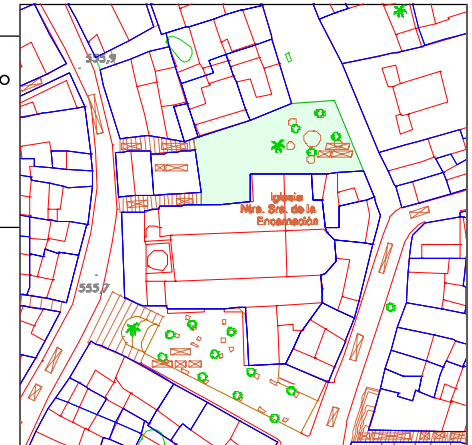 555,9
o
Iglesia
Ntra. Sra. de la
Encarnación
555,7